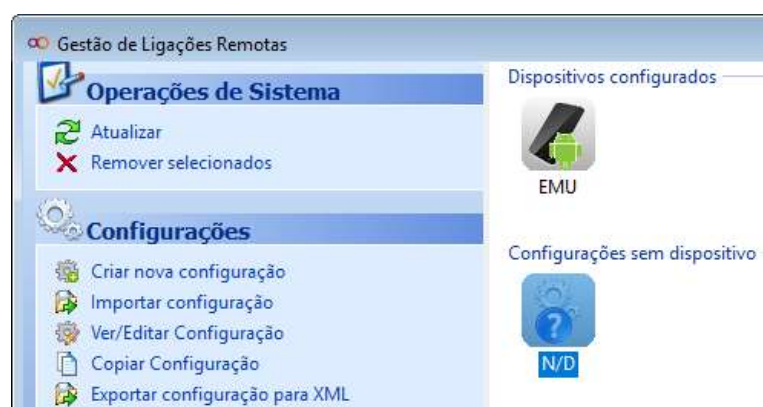 Gestão de Ligações Remotas
Operações de Sistema
Atualizar
Remover selecionados
Configurações
Criar nova configuração
Importar configuração
Ver/Editar Configuração
Copiar Configuração
Exportar configuração para XML
Dispositivos configurados
EMU
Configurações sem dispositivo
N/D